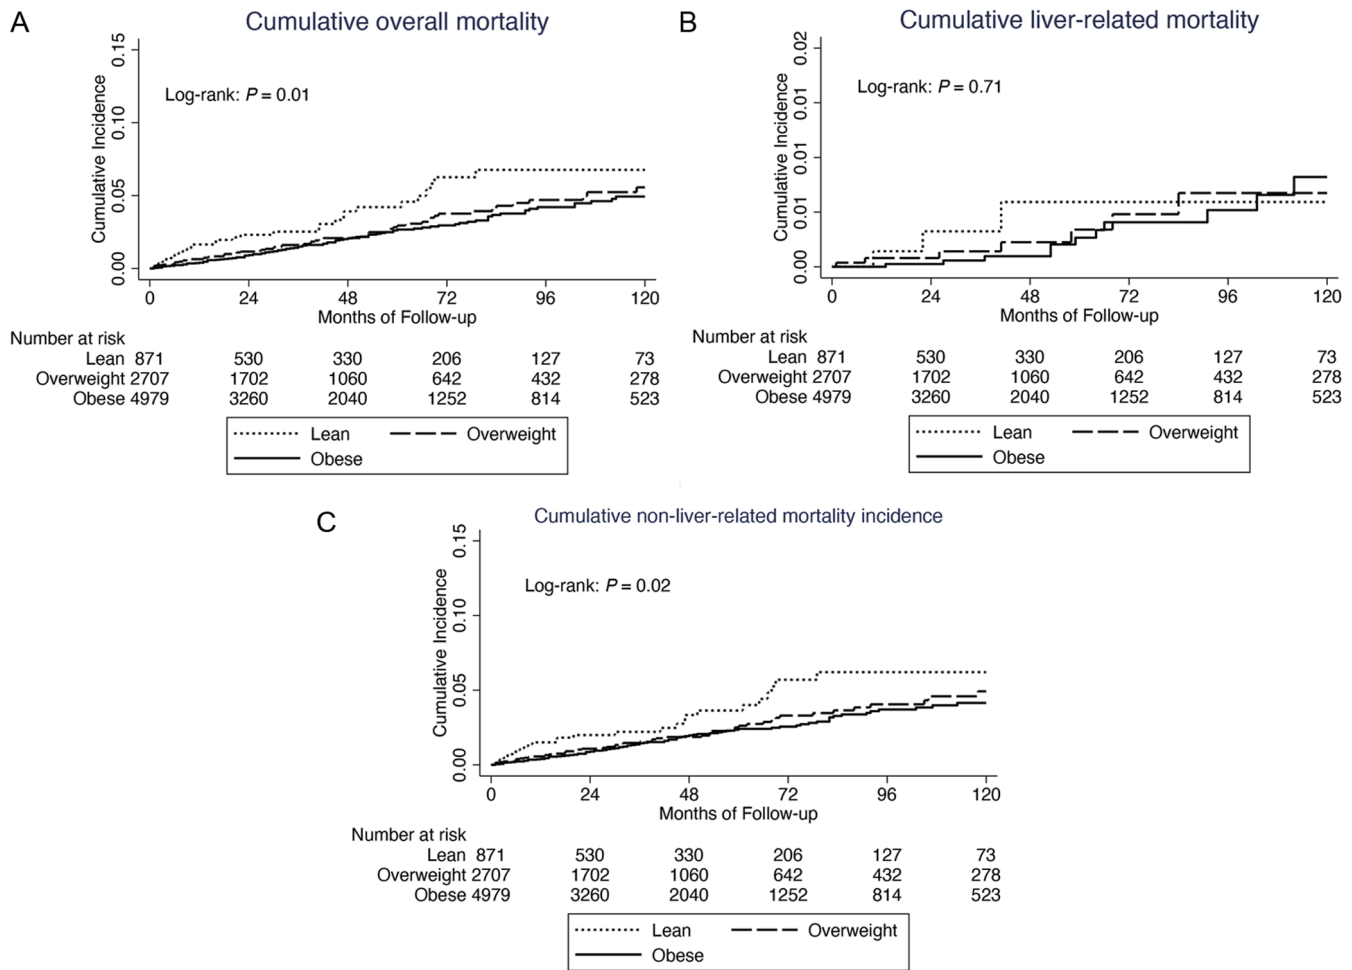 A
Cumulative overall mortality
0.15
0.10
0.05
0.00
Cumulative Incidence
Log-rank: P = 0.01
0 24 48 72 96 120
Months of Follow-up
Number at risk
Lean 871 530 330 206 127 73
Overweight 2707 1702 1060 642 432 278
Obese 4979 3260 2040 1252 814 523
Lean Overweight
Obese
B
Cumulative liver-related mortality
0.02
0.01
0.01
0.01
0.00
Cumulative Incidence
Log-rank: P = 0.71
0 24 48 72 96 120
Months of Follow-up
Number at risk
Lean 871 530 330 206 127 73
Overweight 2707 1702 1060 642 432 278
Obese 4979 3260 2040 1252 814 523
Lean Overweight
Obese
C
Cumulative non-liver-related mortality incidence
0.15
0.10
0.05
0.00
Cumulative Incidence
Log-rank: P = 0.02
0 24 48 72 96 120
Months of Follow-up
Number at risk
Lean 871 530 330 206 127 73
Overweight 2707 1702 1060 642 432 278
Obese 4979 3260 2040 1252 814 523
Lean Overweight
Obese